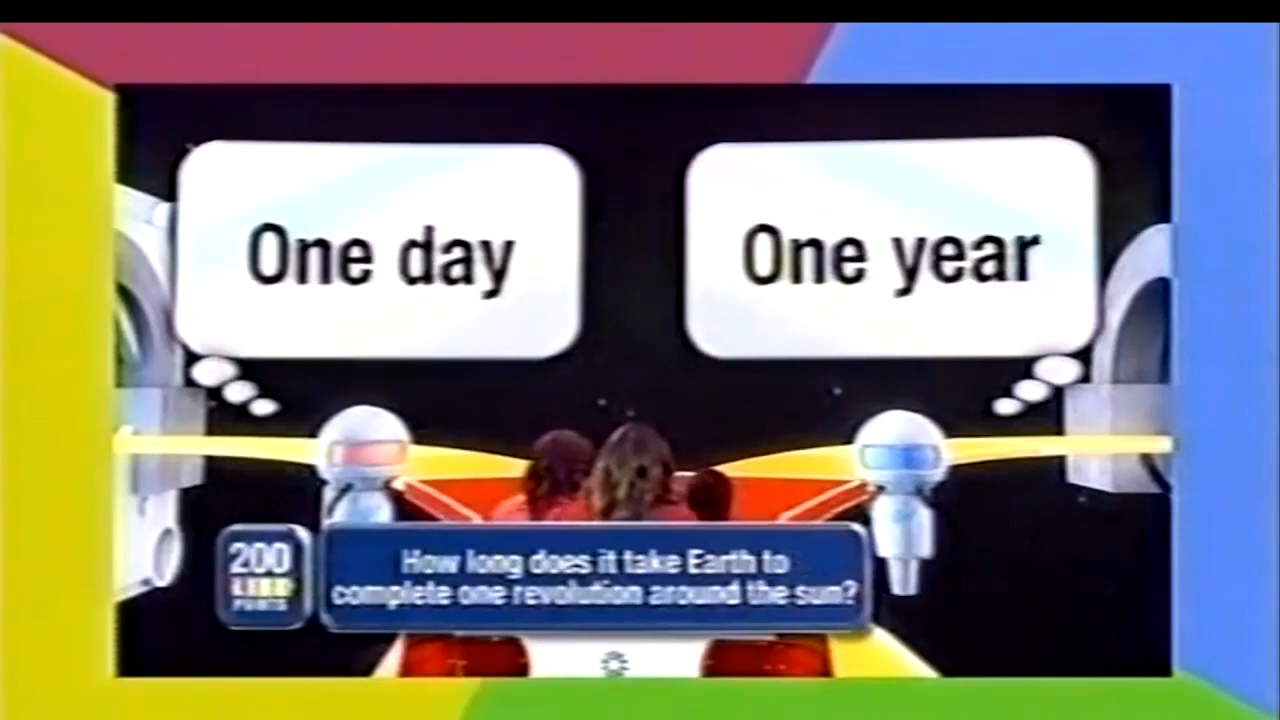 One day
One year
200
POINTS
How long does it take Earth to
complete one revolution around the sun?